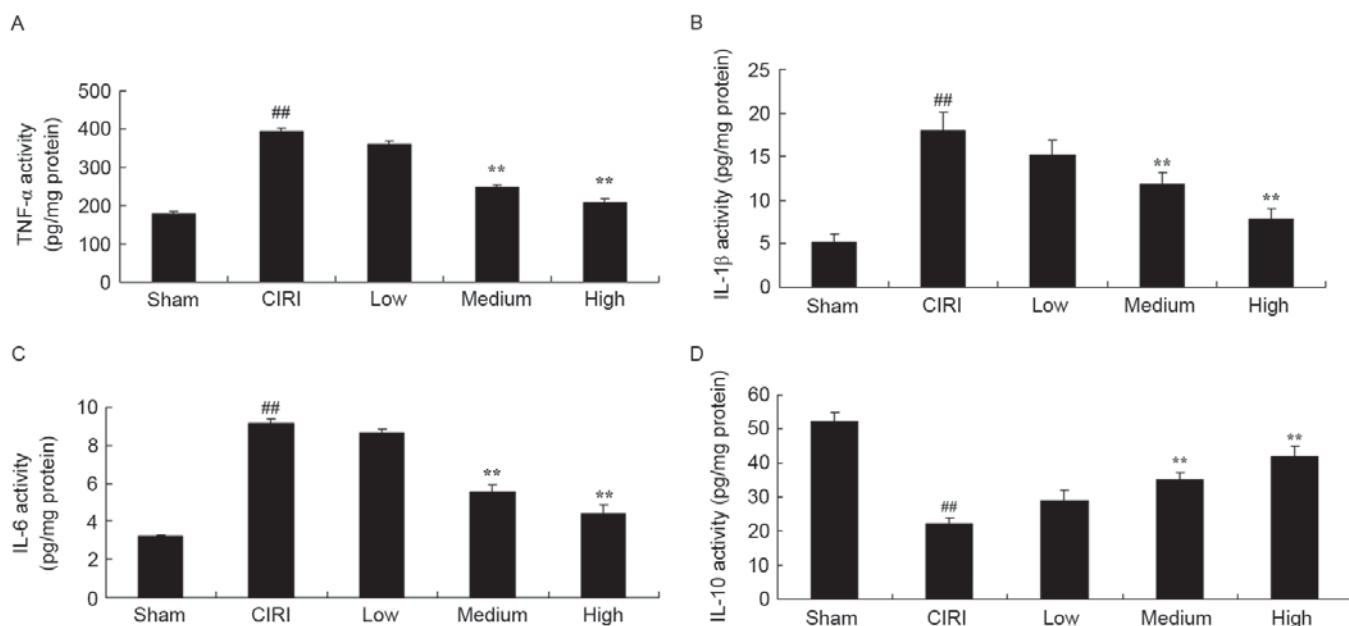 A
TNF-α activity
(pg/mg protein)
500
400
300
200
100
0
##
**
**
Sham CIRI Low Medium High
B
IL-1β activity (pg/mg protein)
25
20
15
10
5
0
##
**
**
Sham CIRI Low Medium High
C
IL-6 activity
(pg/mg protein)
10
8
6
4
2
0
##
**
**
Sham CIRI Low Medium High
D
IL-10 activity (pg/mg protein)
60
50
40
30
20
10
0
##
**
**
Sham CIRI Low Medium High